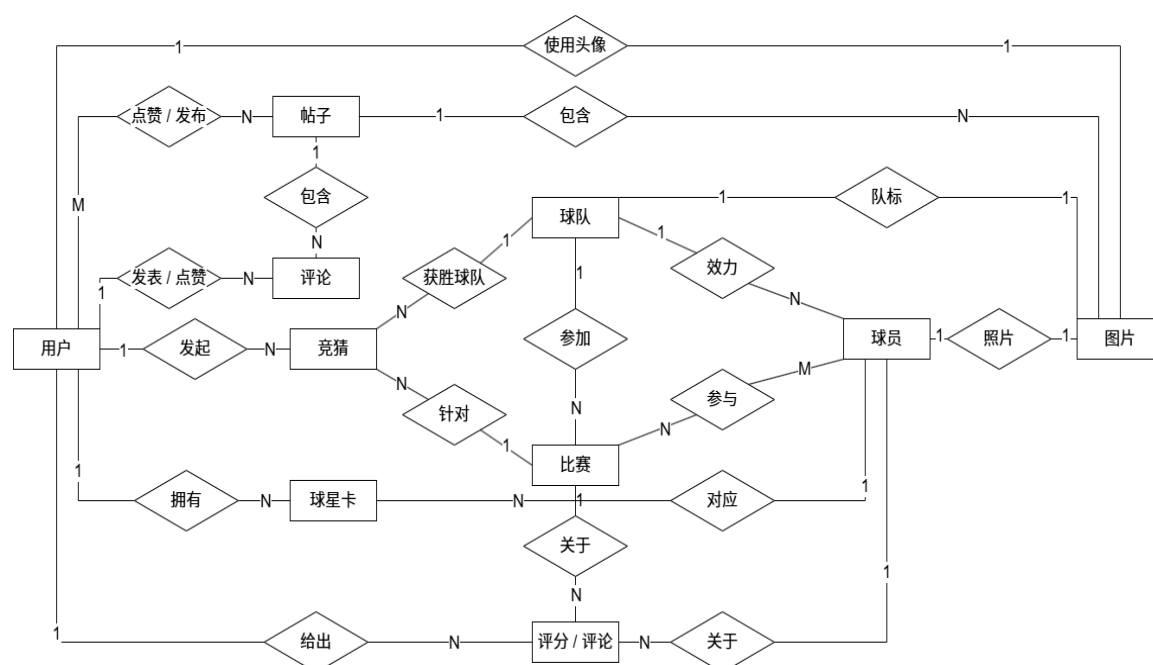 1 使用头像 1
点赞 / 发布 N 帖子 1 包含 N
1
M 包含 1 队标 1
1 球队 1
N 1 效力
发表 / 点赞 N 评论 获胜球队 1
1 N N
用户 1 发起 N 竞猜 参加 球员 1 照片 1 图片
N M
针对 N 参与
1 N
比赛
1 1
拥有 N 球星卡 N 1 对应 1
关于
1
N
1 给出 N 评分 / 评论 N 关于